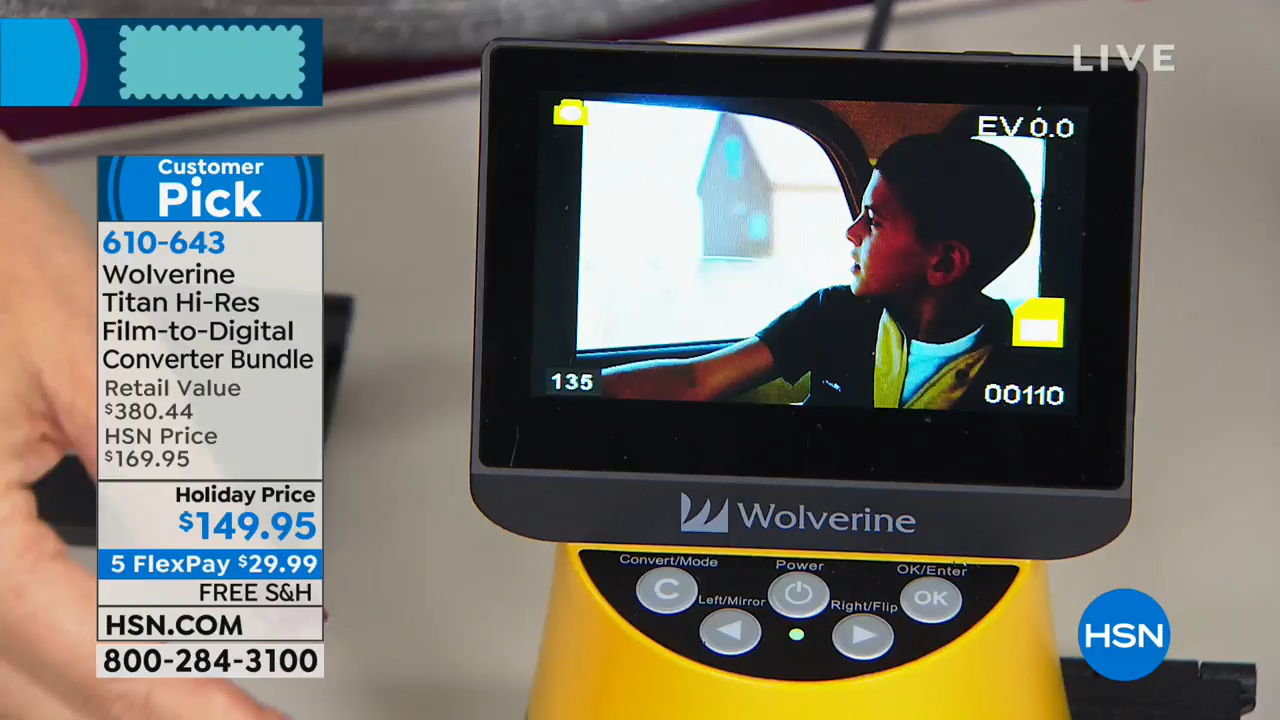 LIVE
Customer
Pick
610-643
Wolverine
Titan Hi-Res
Film-to-Digital
Converter Bundle
Retail Value
$380.44
HSN Price
$169.95
Holiday Price
$149.95
5 FlexPay $29.99
FREE S&H
HSN.COM
800-284-3100
EV 0.0
135
00110
Wolverine
Convert/Mode
Power
OK/Enter
C
OK
Left/Mirror
Right/Flip
HSN